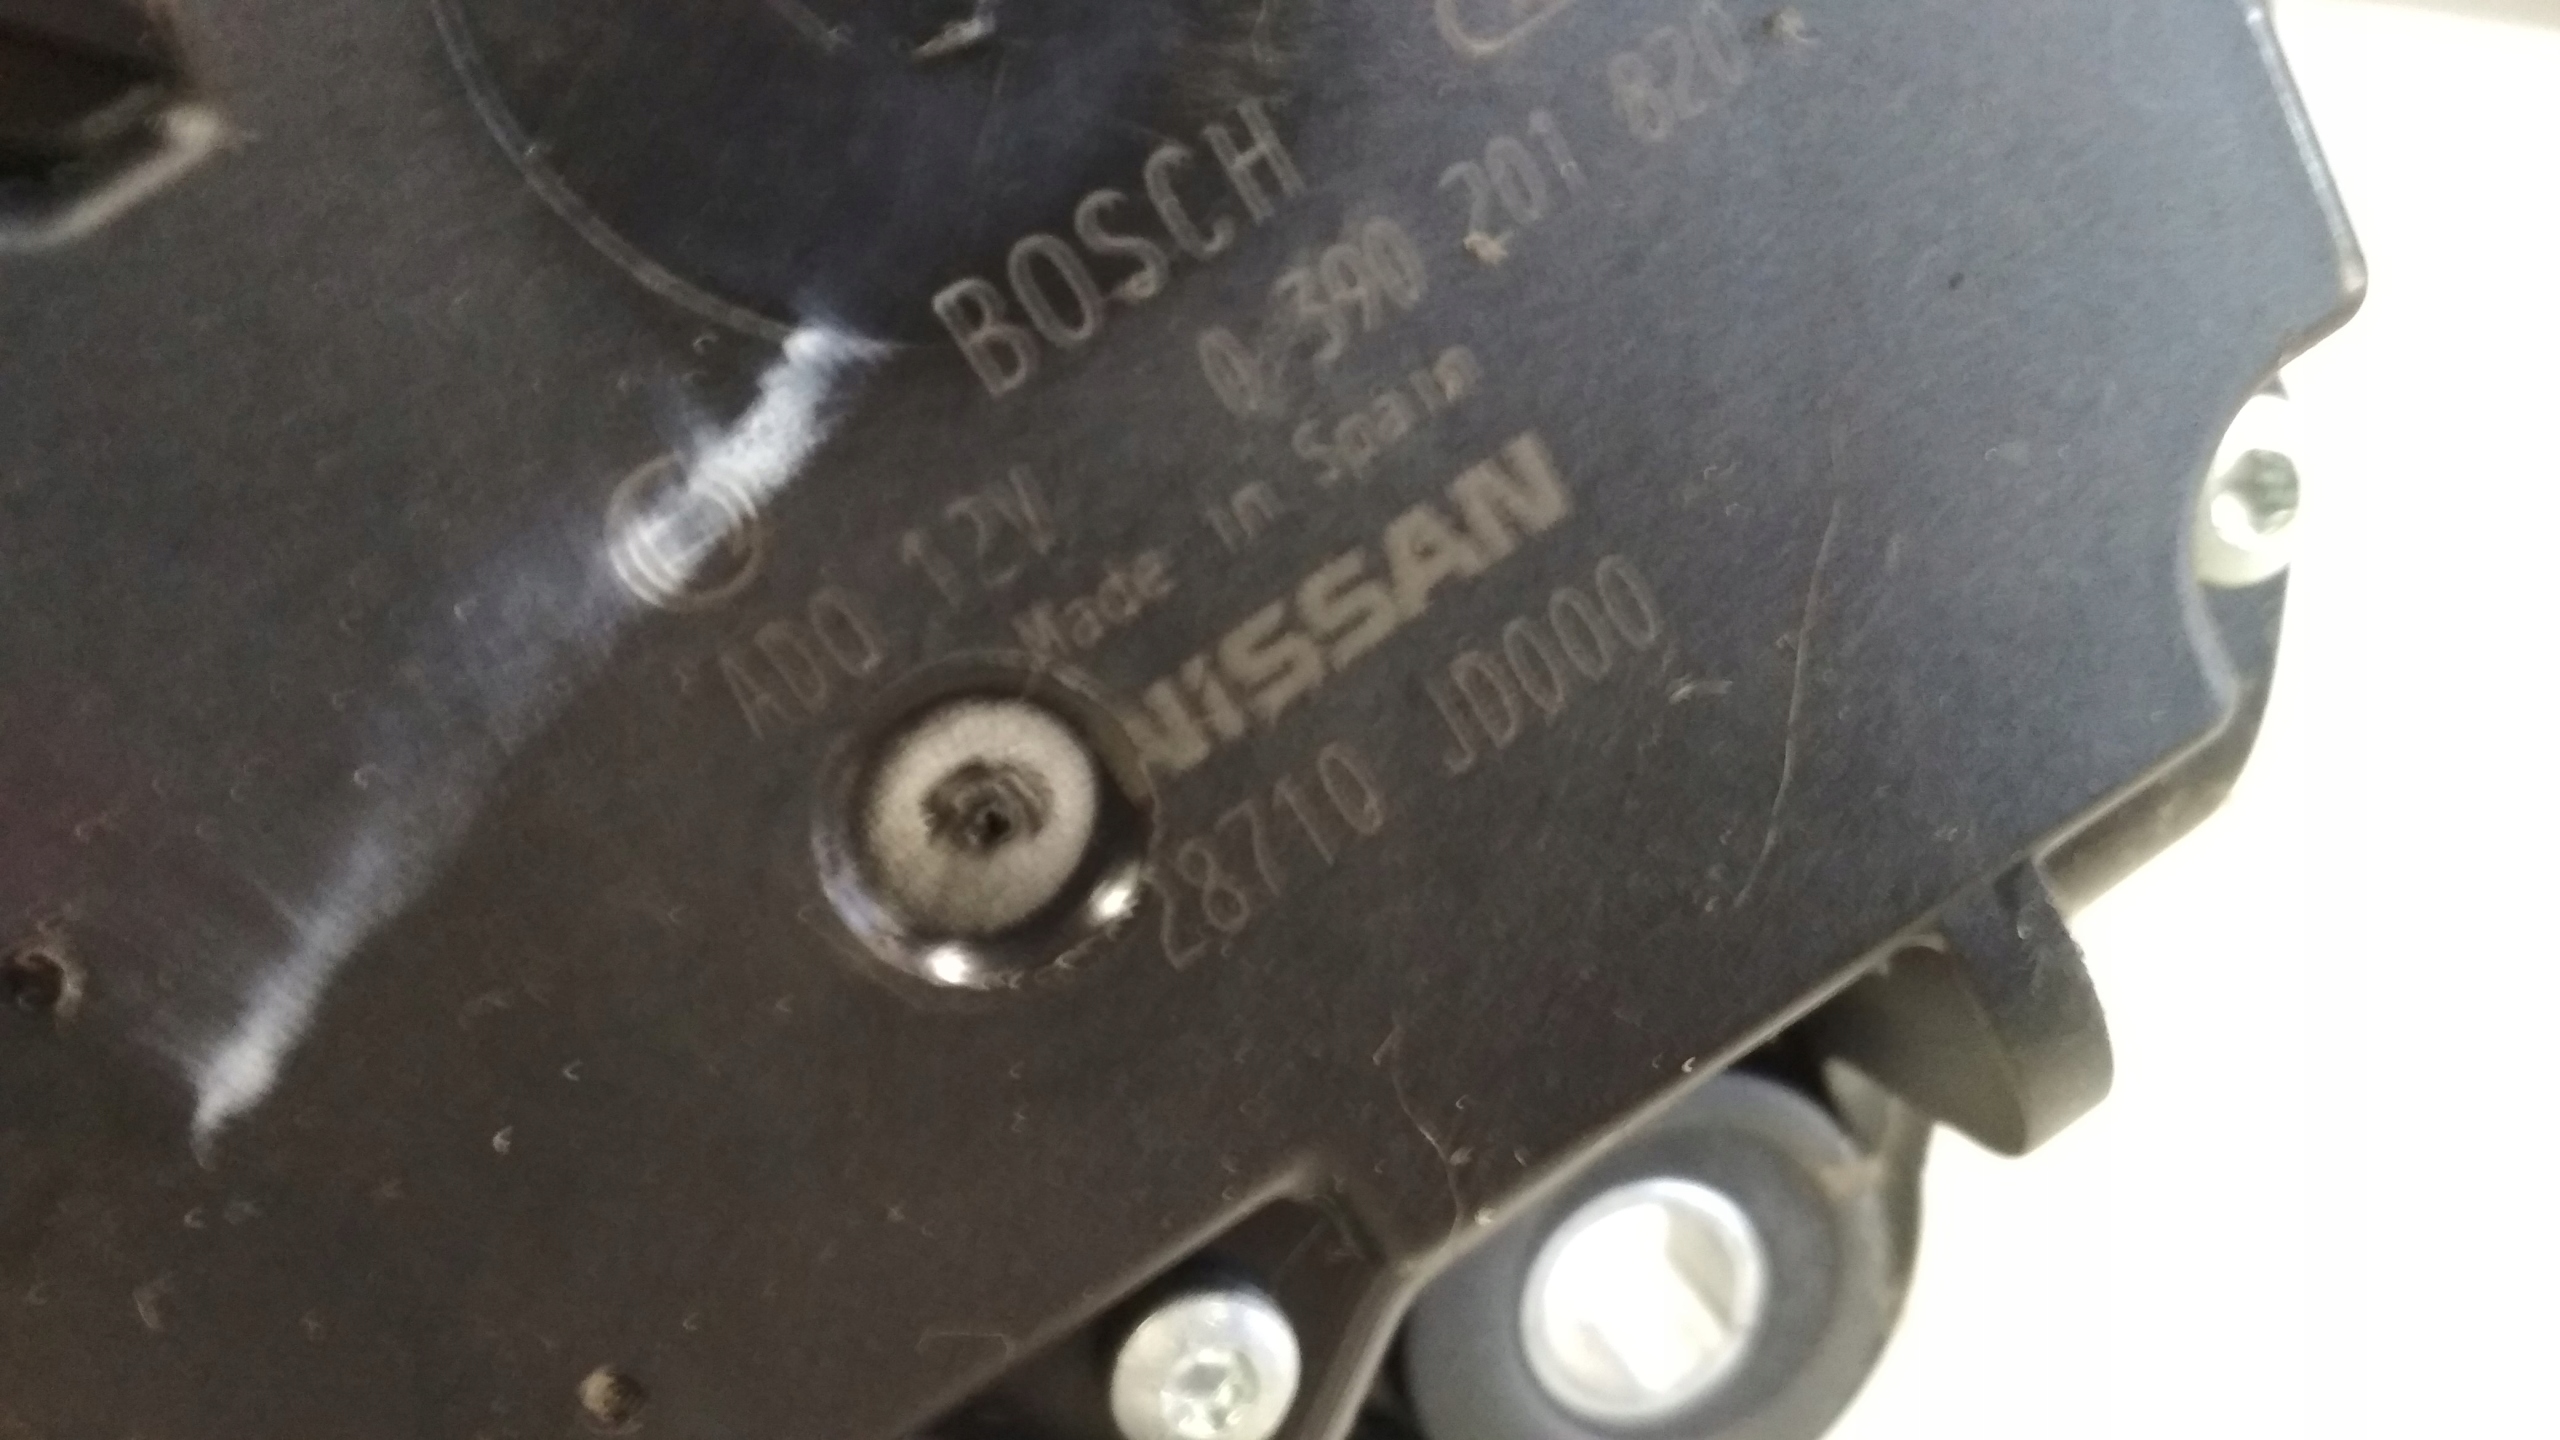 BOSCH
0 390 201 820
ADO 12V
Made in Spain
NISSAN
28710 JD000